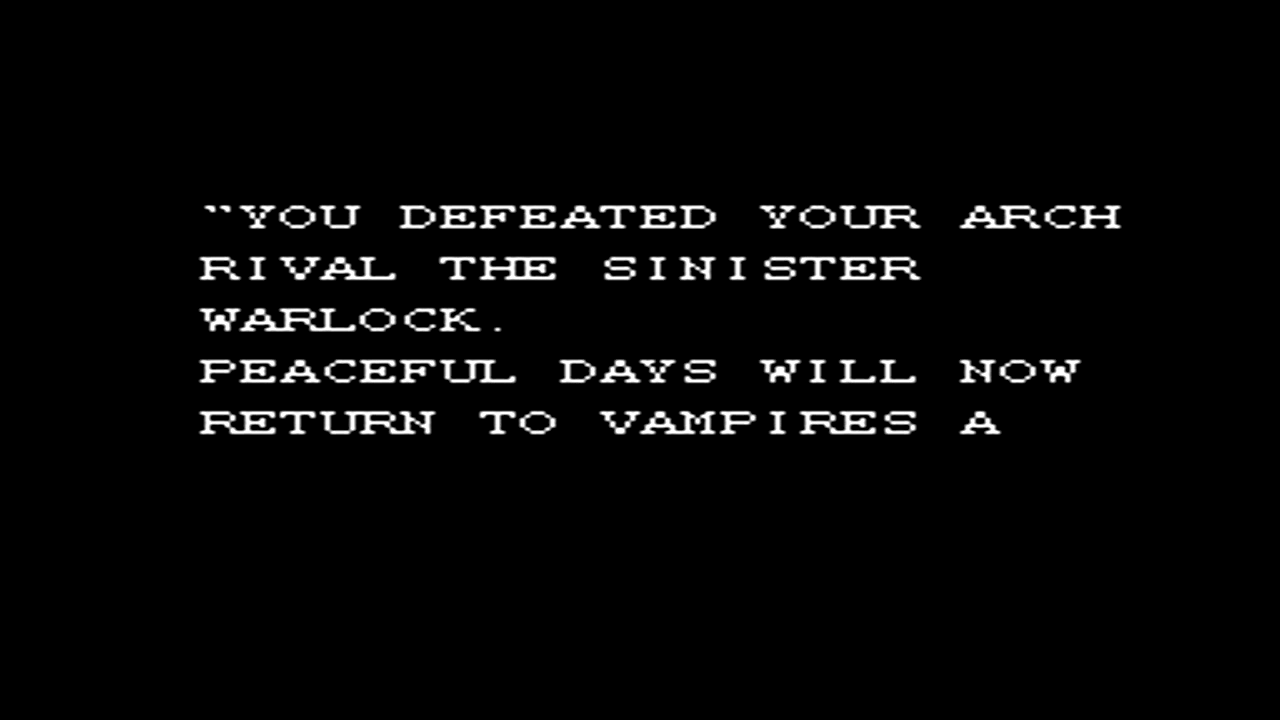 "YOU DEFEATED YOUR ARCH
RIVAL THE SINISTER
WARLOCK.
PEACEFUL DAYS WILL NOW
RETURN TO VAMPIRES A